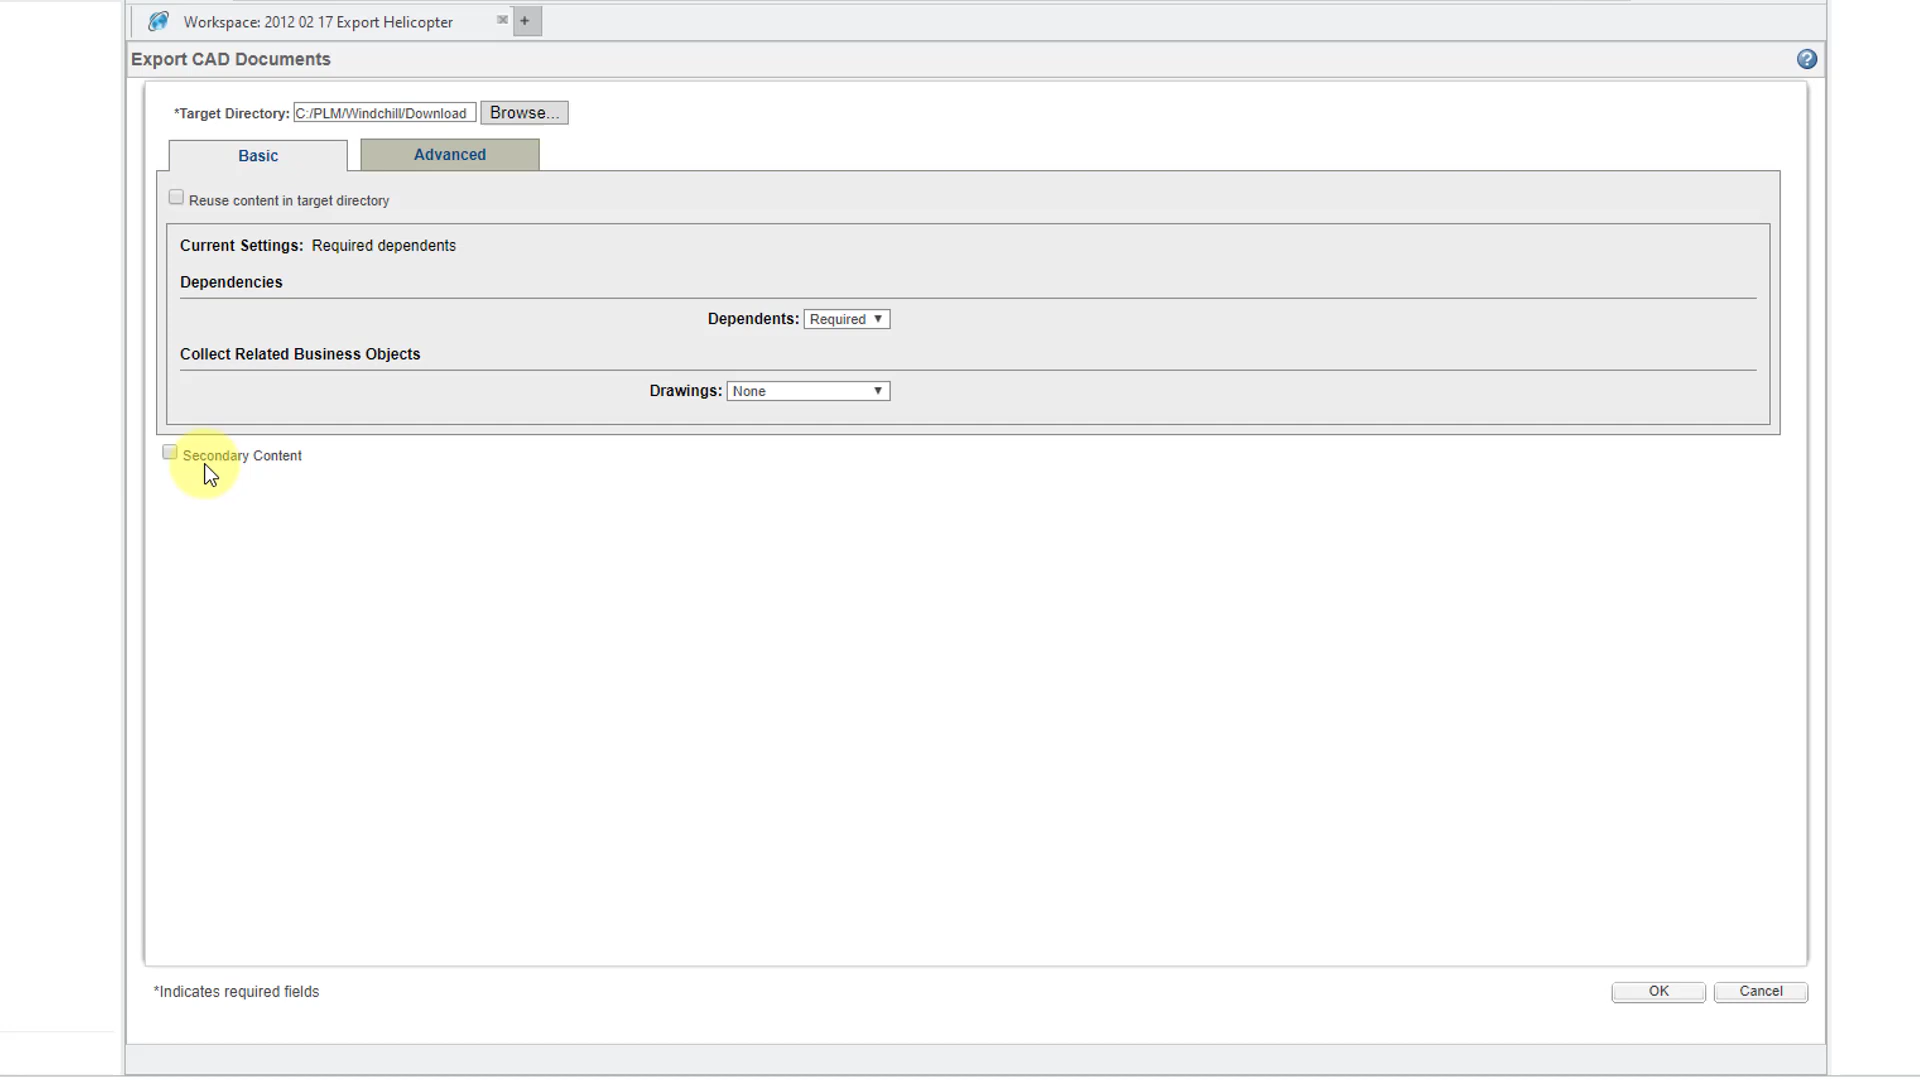 Workspace: 2012 02 17 Export Helicopter
+
Export CAD Documents
?
*Target Directory: C:/PLM/Windchill/Download Browse...
Basic Advanced
Reuse content in target directory
Current Settings: Required dependents
Dependencies
Dependents: Required
Collect Related Business Objects
Drawings: None
Secondary Content
*Indicates required fields
OK Cancel